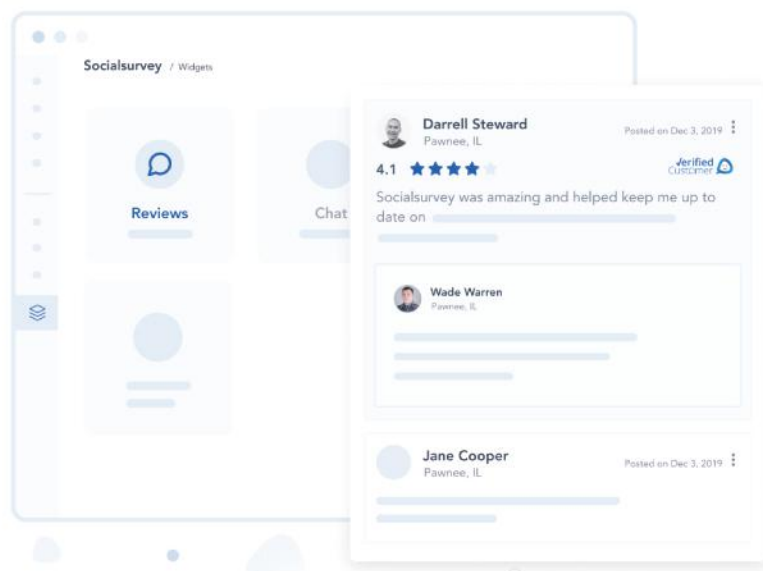 Socialsurvey / Widgets
Reviews
Chat
Darrell Steward
Pawnee, IL
Posted on Dec 3, 2019
4.1
Verified
Customer
Socialsurvey was amazing and helped keep me up to
date on
Wade Warren
Pawnee, IL
Jane Cooper
Pawnee, IL
Posted on Dec 3, 2019